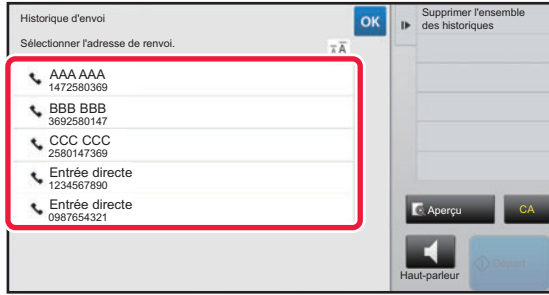 Historique d'envoi
OK
Sélectionner l'adresse de renvoi.
AAA AAA
1472580369
BBB BBB
3692580147
CCC CCC
2580147369
Entrée directe
1234567890
Entrée directe
0987654321
Supprimer l'ensemble
des historiques
Aperçu
CA
Haut-parleur
Départ